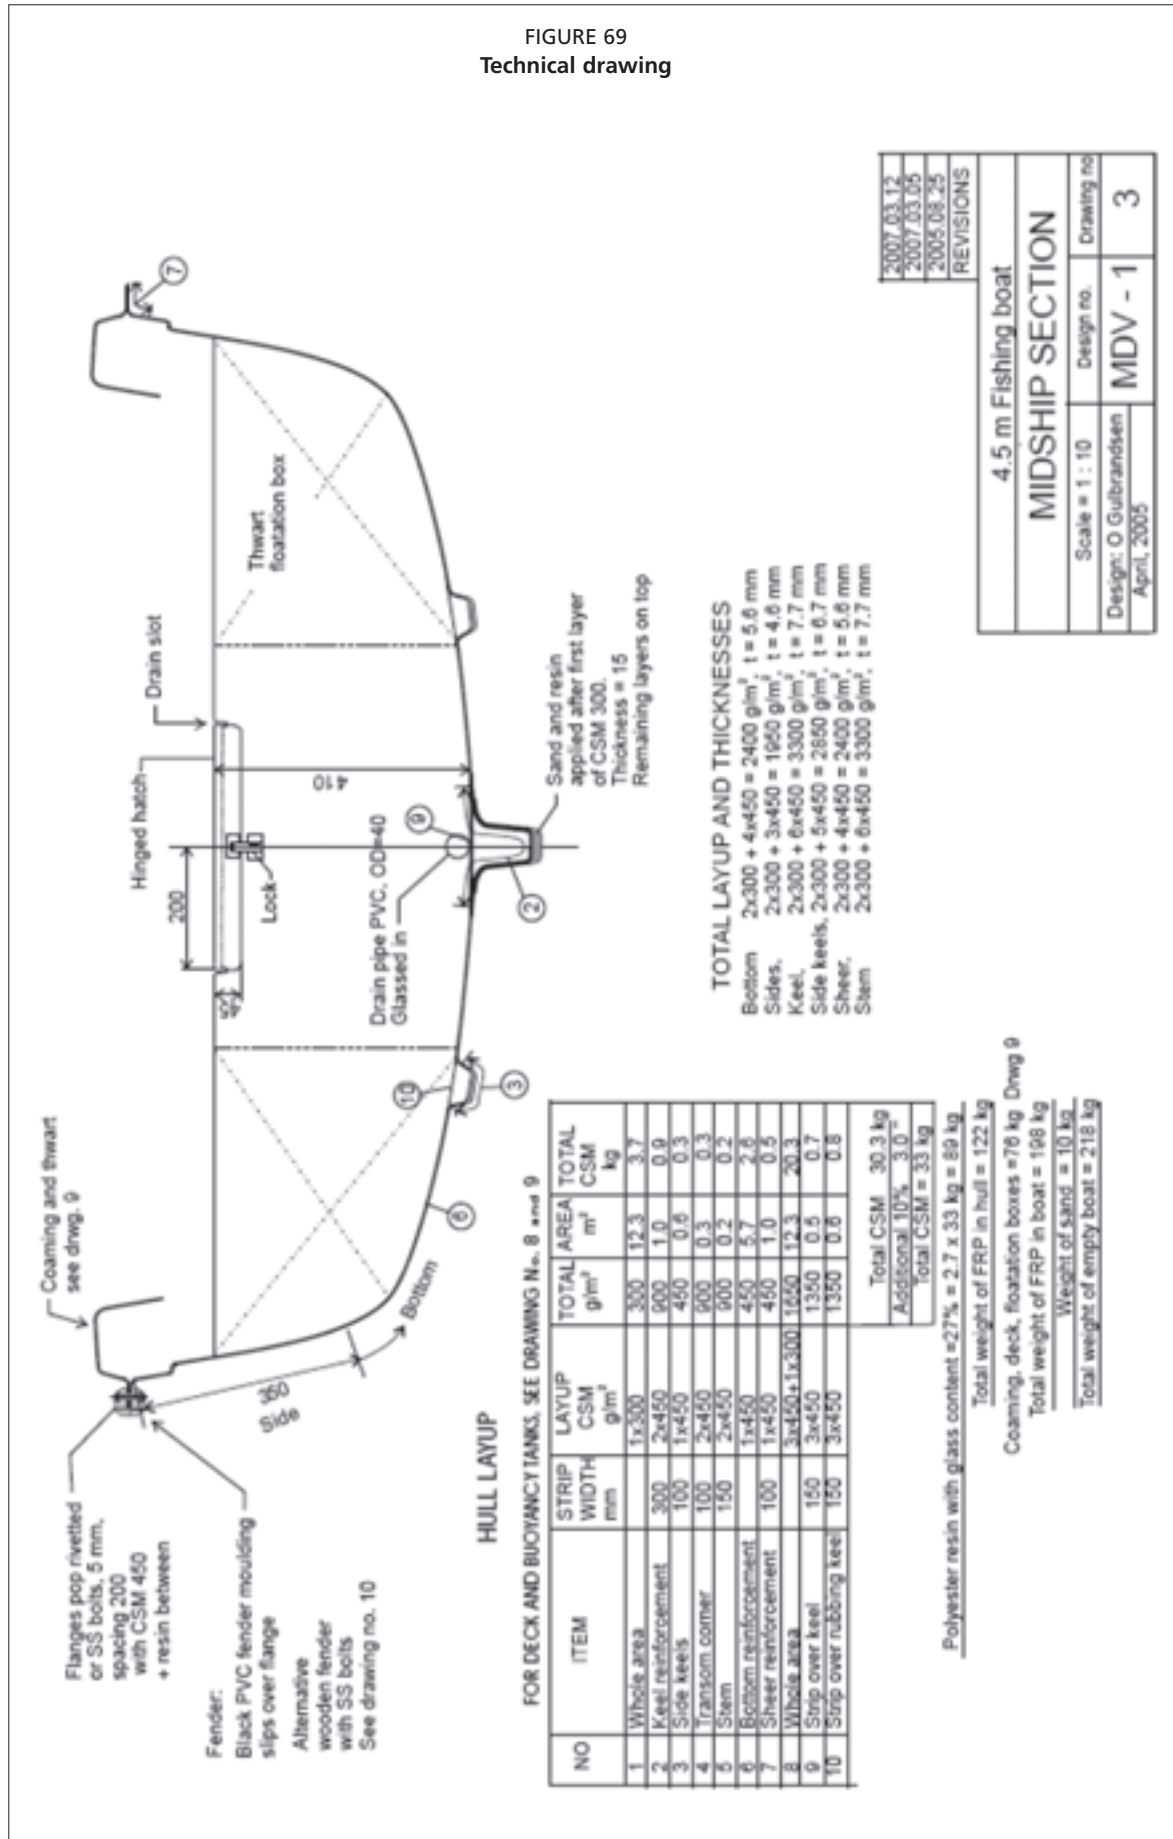 FIGURE 69
Technical drawing
Coaming and thwart
see drwg. 9
Flanges pop rivetted
or SS bolts, 5 mm,
spacing 200
with CSM 450
+ resin between
Fender:
Black PVC fender moulding
slips over flange
Alternative
wooden fender
with SS bolts
See drawing no. 10
350
Side
Bottom
6
10
3
2
9
7
45
200
Hinged hatch
Drain slot
Lock
410
Drain pipe PVC, OD=40
Glassed in
Thwart
floatation box
Sand and resin
applied after first layer
of CSM 300.
Thickness = 15
Remaining layers on top
HULL LAYUP
FOR DECK AND BUOYANCY TANKS, SEE DRAWING No. 8 and 9
NO ITEM STRIP WIDTH mm LAYUP CSM g/m² TOTAL g/m² AREA m² TOTAL CSM kg
1 Whole area 1x300 300 12.3 3.7
2 Keel reinforcement 300 2x450 900 1.0 0.9
3 Side keels 100 1x450 450 0.6 0.3
4 Transom corner 100 2x450 900 0.3 0.3
5 Stem 150 2x450 900 0.2 0.2
6 Bottom reinforcement 1x450 450 5.7 2.6
7 Sheer reinforcement 100 1x450 450 1.0 0.5
8 Whole area 3x450+1x300 1650 12.3 20.3
9 Strip over keel 150 3x450 1350 0.5 0.7
10 Strip over rubbing keel 150 3x450 1350 0.6 0.8
Total CSM 30.3 kg
Additional 10% 3.0 "
Total CSM = 33 kg
Polyester resin with glass content =27% = 2.7 x 33 kg = 89 kg
Total weight of FRP in hull = 122 kg
Coaming, deck, floatation boxes =76 kg Drwg 9
Total weight of FRP in boat = 198 kg
Weight of sand = 10 kg
Total weight of empty boat = 218 kg
TOTAL LAYUP AND THICKNESSES
Bottom 2x300 + 4x450 = 2400 g/m², t = 5.6 mm
Sides, 2x300 + 3x450 = 1950 g/m², t = 4.6 mm
Keel, 2x300 + 6x450 = 3300 g/m², t = 7.7 mm
Side keels, 2x300 + 5x450 = 2850 g/m², t = 6.7 mm
Sheer, 2x300 + 4x450 = 2400 g/m², t = 5.6 mm
Stem 2x300 + 6x450 = 3300 g/m², t = 7.7 mm
2007.03.12
2007.03.05
2005.08.25
REVISIONS
4.5 m Fishing boat
MIDSHIP SECTION
Scale = 1 : 10 Design no. Drawing no
Design: O Gulbrandsen MDV - 1 3
April, 2005